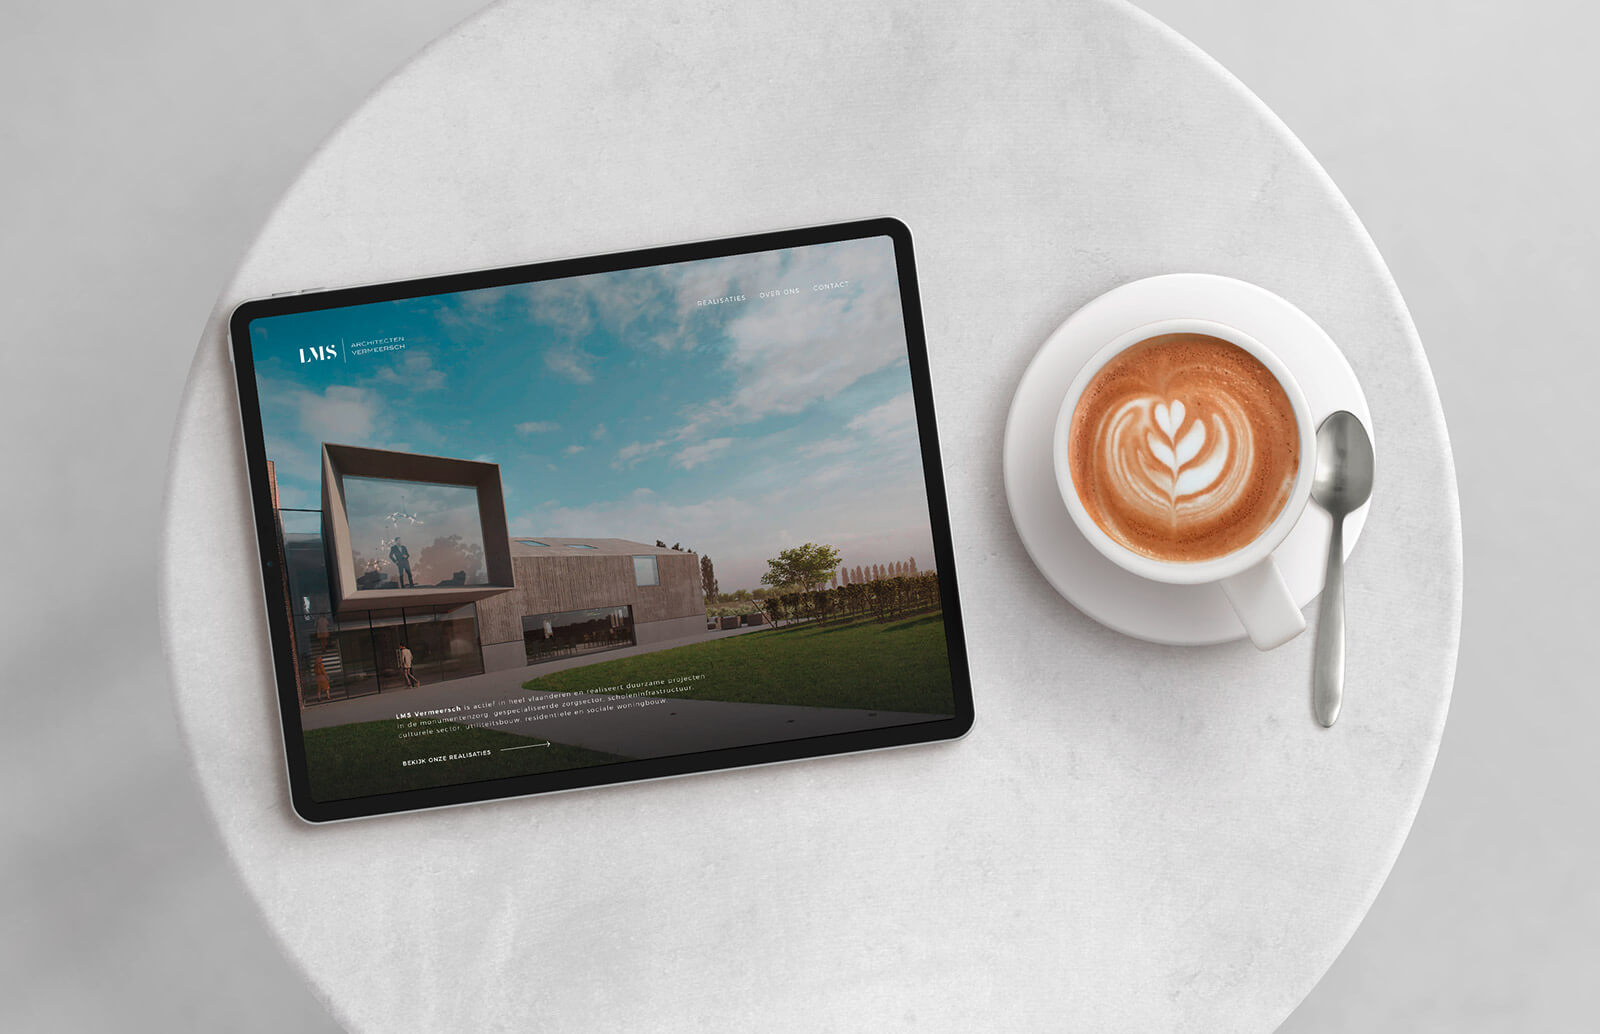 REALISATIES OVER ONS CONTACT
LMS
ARCHITECTEN
VERMEERSCH
LMS Vermeersch is actief in heel vlaanderen en realiseert duurzame projecten
in de monumentenzorg, gespecialiseerde zorgsector, scholeninfrastructuur,
culturele sector, utiliteitsbouw, residentiële en sociale woningbouw.
BEKIJK ONZE REALISATIES